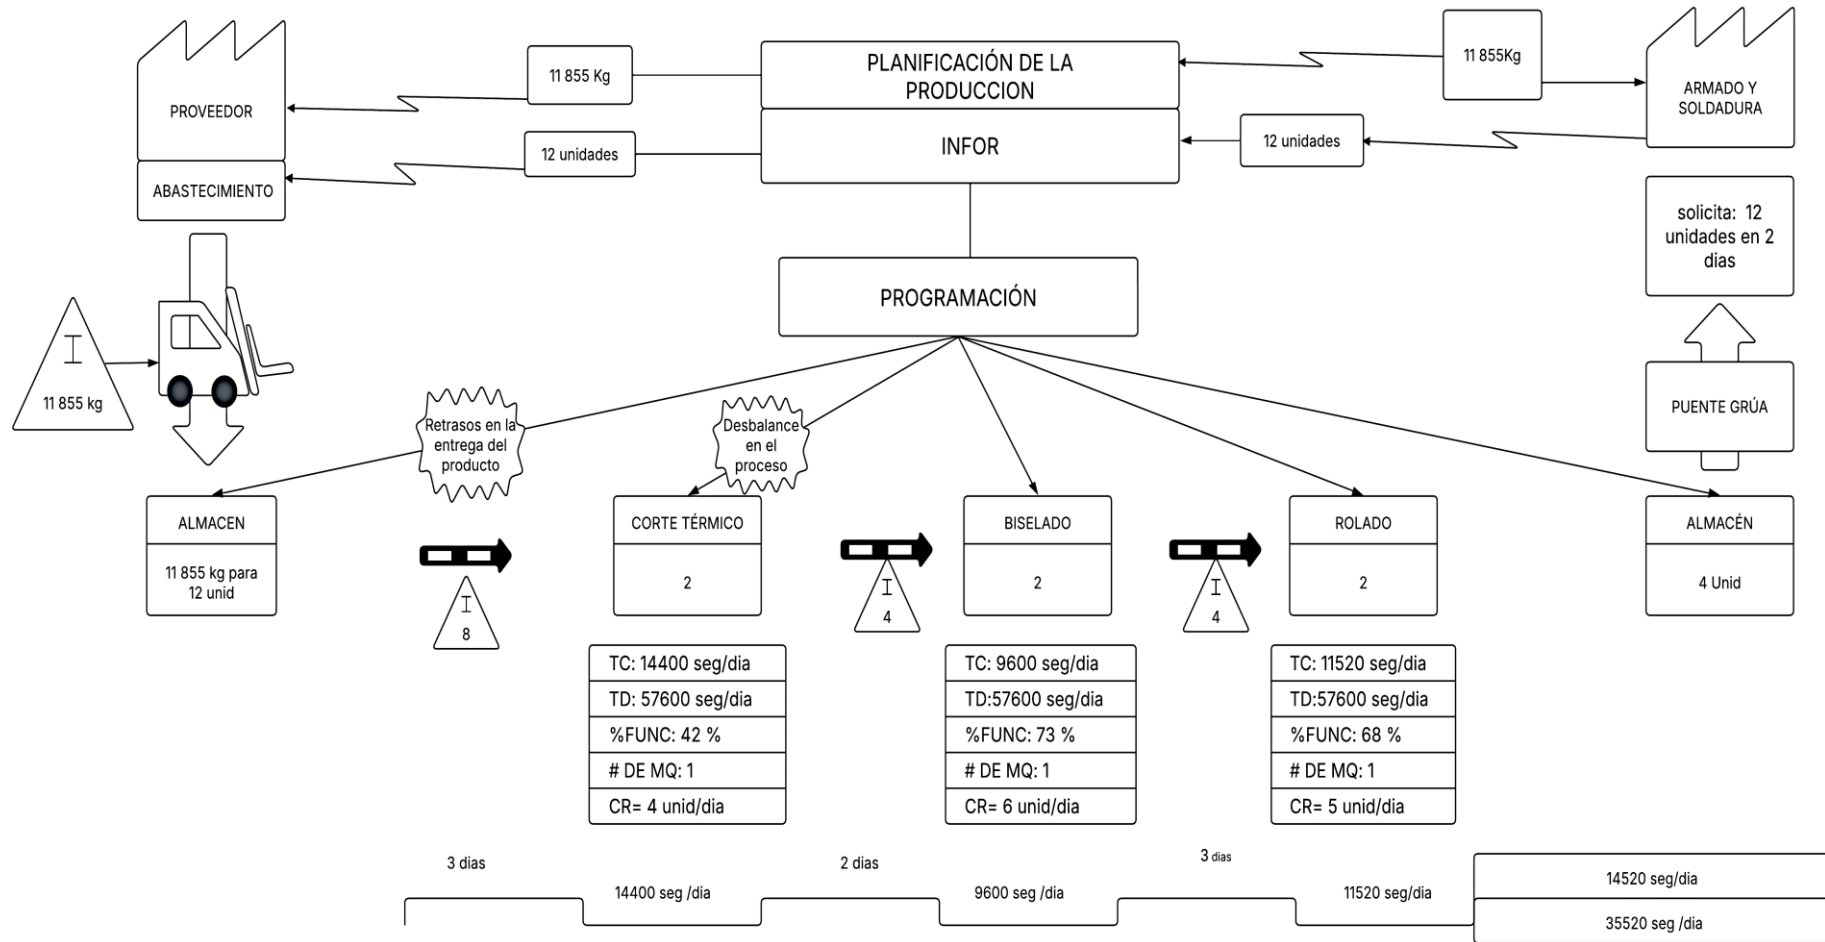 PROVEEDOR
ABASTECIMIENTO
11 855 Kg
12 unidades
PLANIFICACIÓN DE LA
PRODUCCION
INFOR
11 855Kg
12 unidades
ARMADO Y
SOLDADURA
solicita: 12
unidades en 2
dias
PROGRAMACIÓN
I
11 855 kg
Retrasos en la
entrega del
producto
Desbalance
en el
proceso
PUENTE GRÚA
ALMACEN
11 855 kg para
12 unid
I
8
CORTE TÉRMICO
2
I
4
BISELADO
2
I
4
ROLADO
2
ALMACÉN
4 Unid
TC: 14400 seg/dia
TD: 57600 seg/dia
%FUNC: 42 %
# DE MQ: 1
CR= 4 unid/dia
TC: 9600 seg/dia
TD:57600 seg/dia
%FUNC: 73 %
# DE MQ: 1
CR= 6 unid/dia
TC: 11520 seg/dia
TD:57600 seg/dia
%FUNC: 68 %
# DE MQ: 1
CR= 5 unid/dia
3 dias
14400 seg /dia
2 dias
9600 seg /dia
3 dias
11520 seg/dia
14520 seg/dia
35520 seg /dia